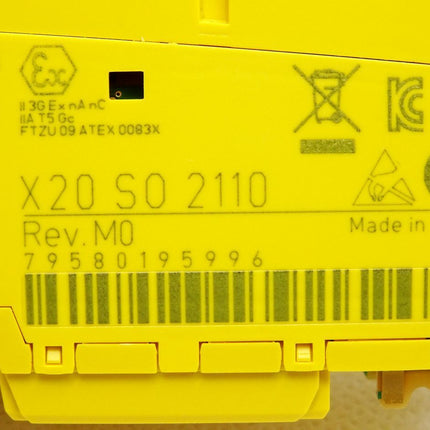 Ex
II 3G Ex nA nC
IIA T5 Gc
FTZU 09 ATEX 0083X
X20 SO 2110
Rev. M0
Made in
79580195996